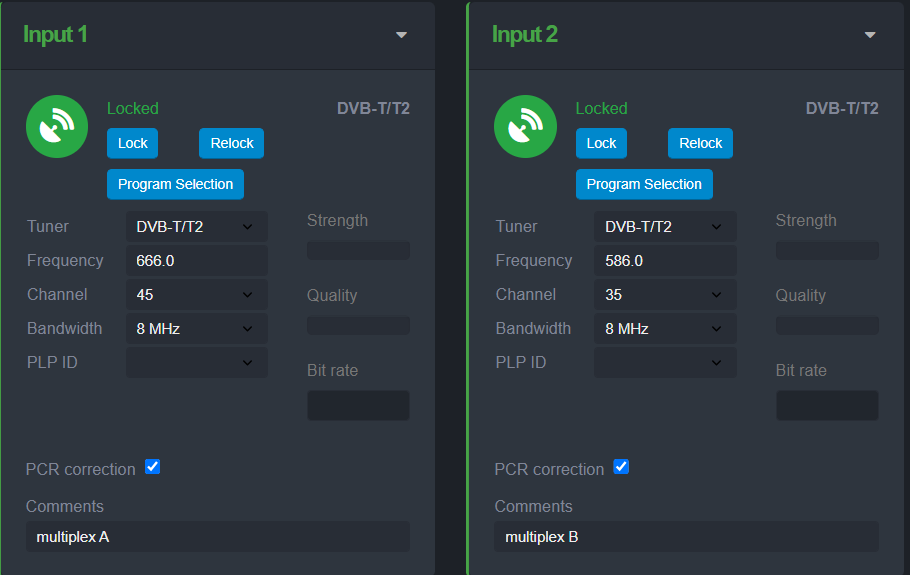 Input 1
Locked
DVB-T/T2
Lock
Relock
Program Selection
Tuner
DVB-T/T2
Strength
Frequency
666.0
Channel
45
Quality
Bandwidth
8 MHz
PLP ID
Bit rate
PCR correction
Comments
multiplex A
Input 2
Locked
DVB-T/T2
Lock
Relock
Program Selection
Tuner
DVB-T/T2
Strength
Frequency
586.0
Channel
35
Quality
Bandwidth
8 MHz
PLP ID
Bit rate
PCR correction
Comments
multiplex B